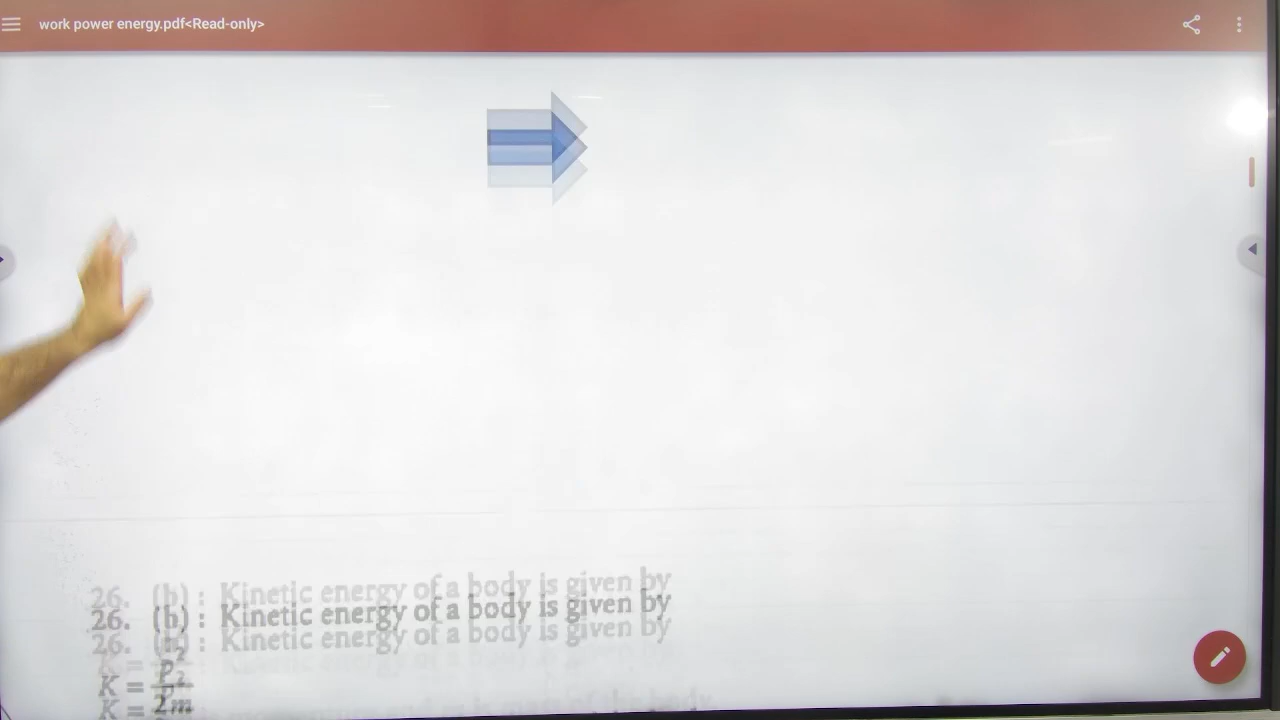 work power energy.pdf<Read-only>
26. (b) : Kinetic energy of a body is given by
K = p²/2m